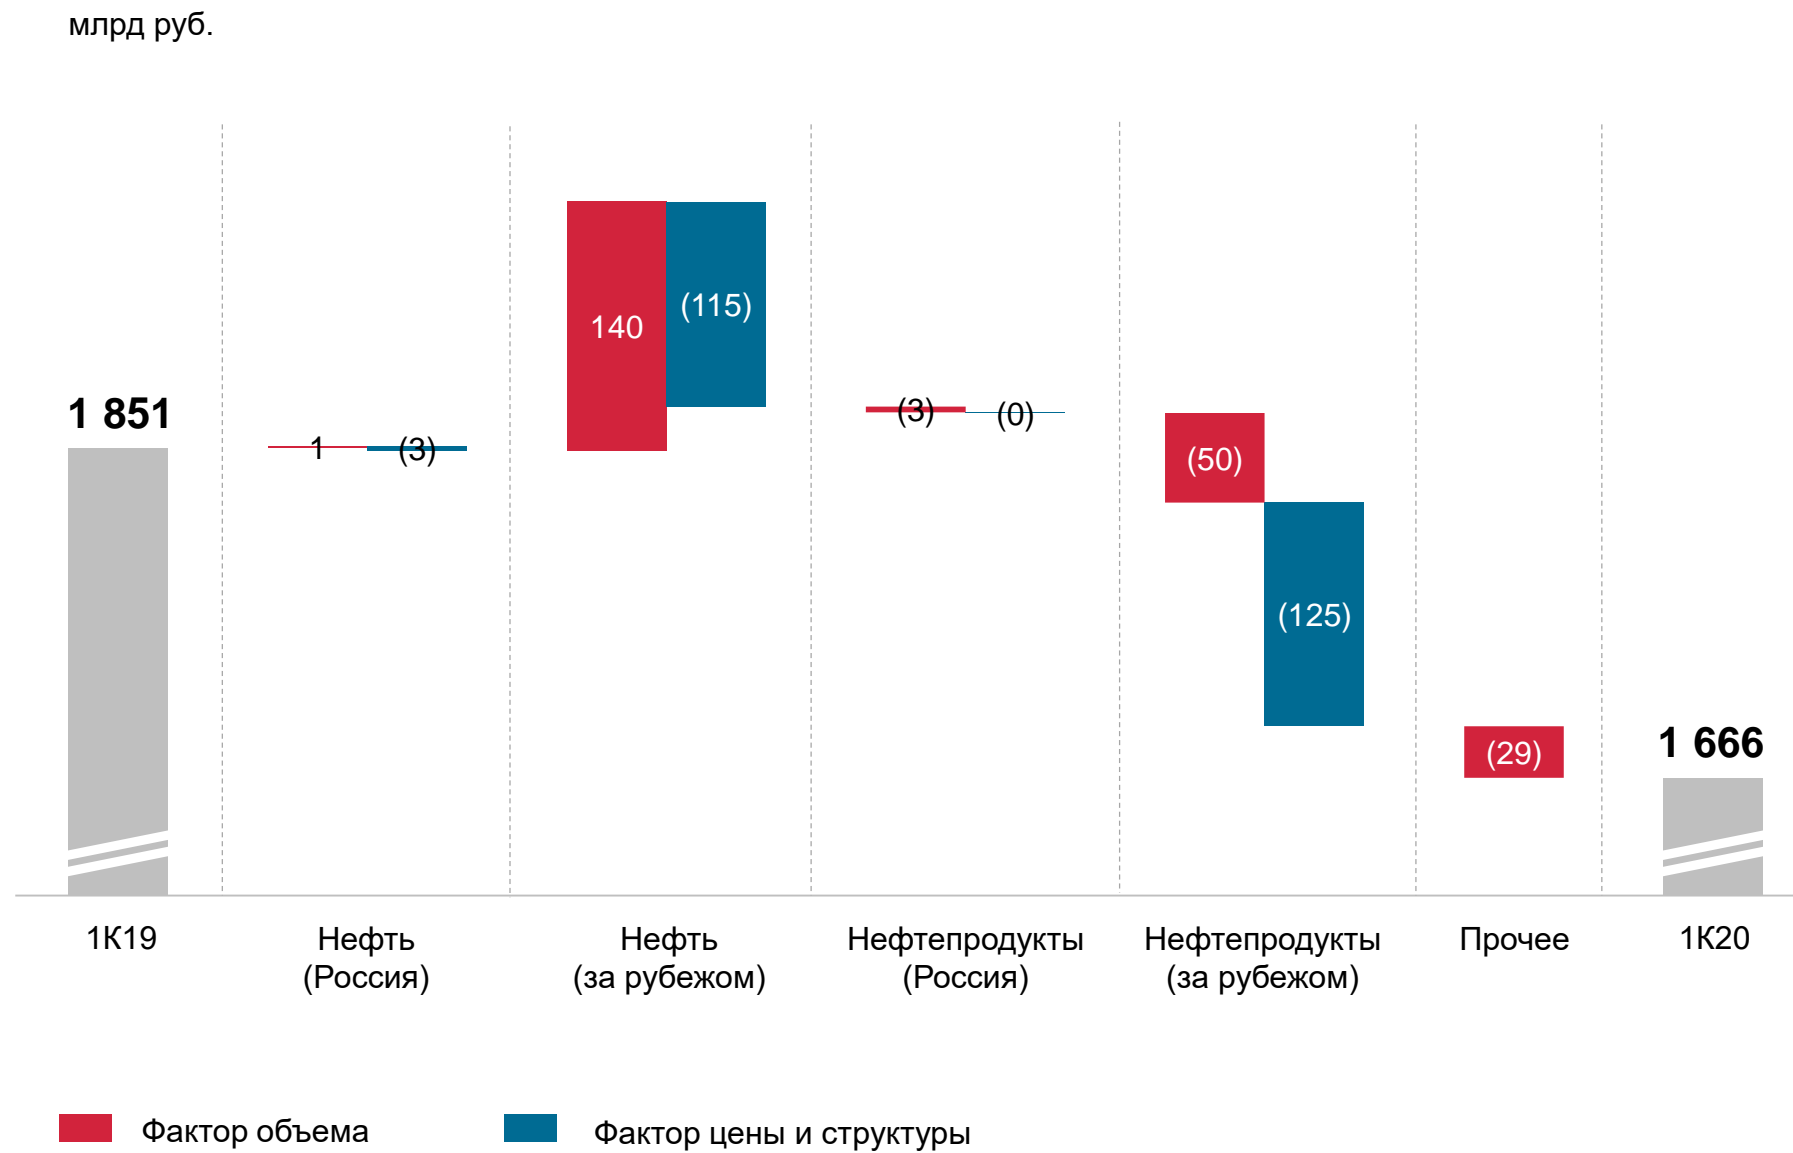 млрд руб.
140
(115)
1 851
1
(3)
(3)
(0)
(50)
(125)
(29)
1 666
1К19
Нефть
(Россия)
Нефть
(за рубежом)
Нефтепродукты
(Россия)
Нефтепродукты
(за рубежом)
Прочее
1К20
Фактор объема
Фактор цены и структуры